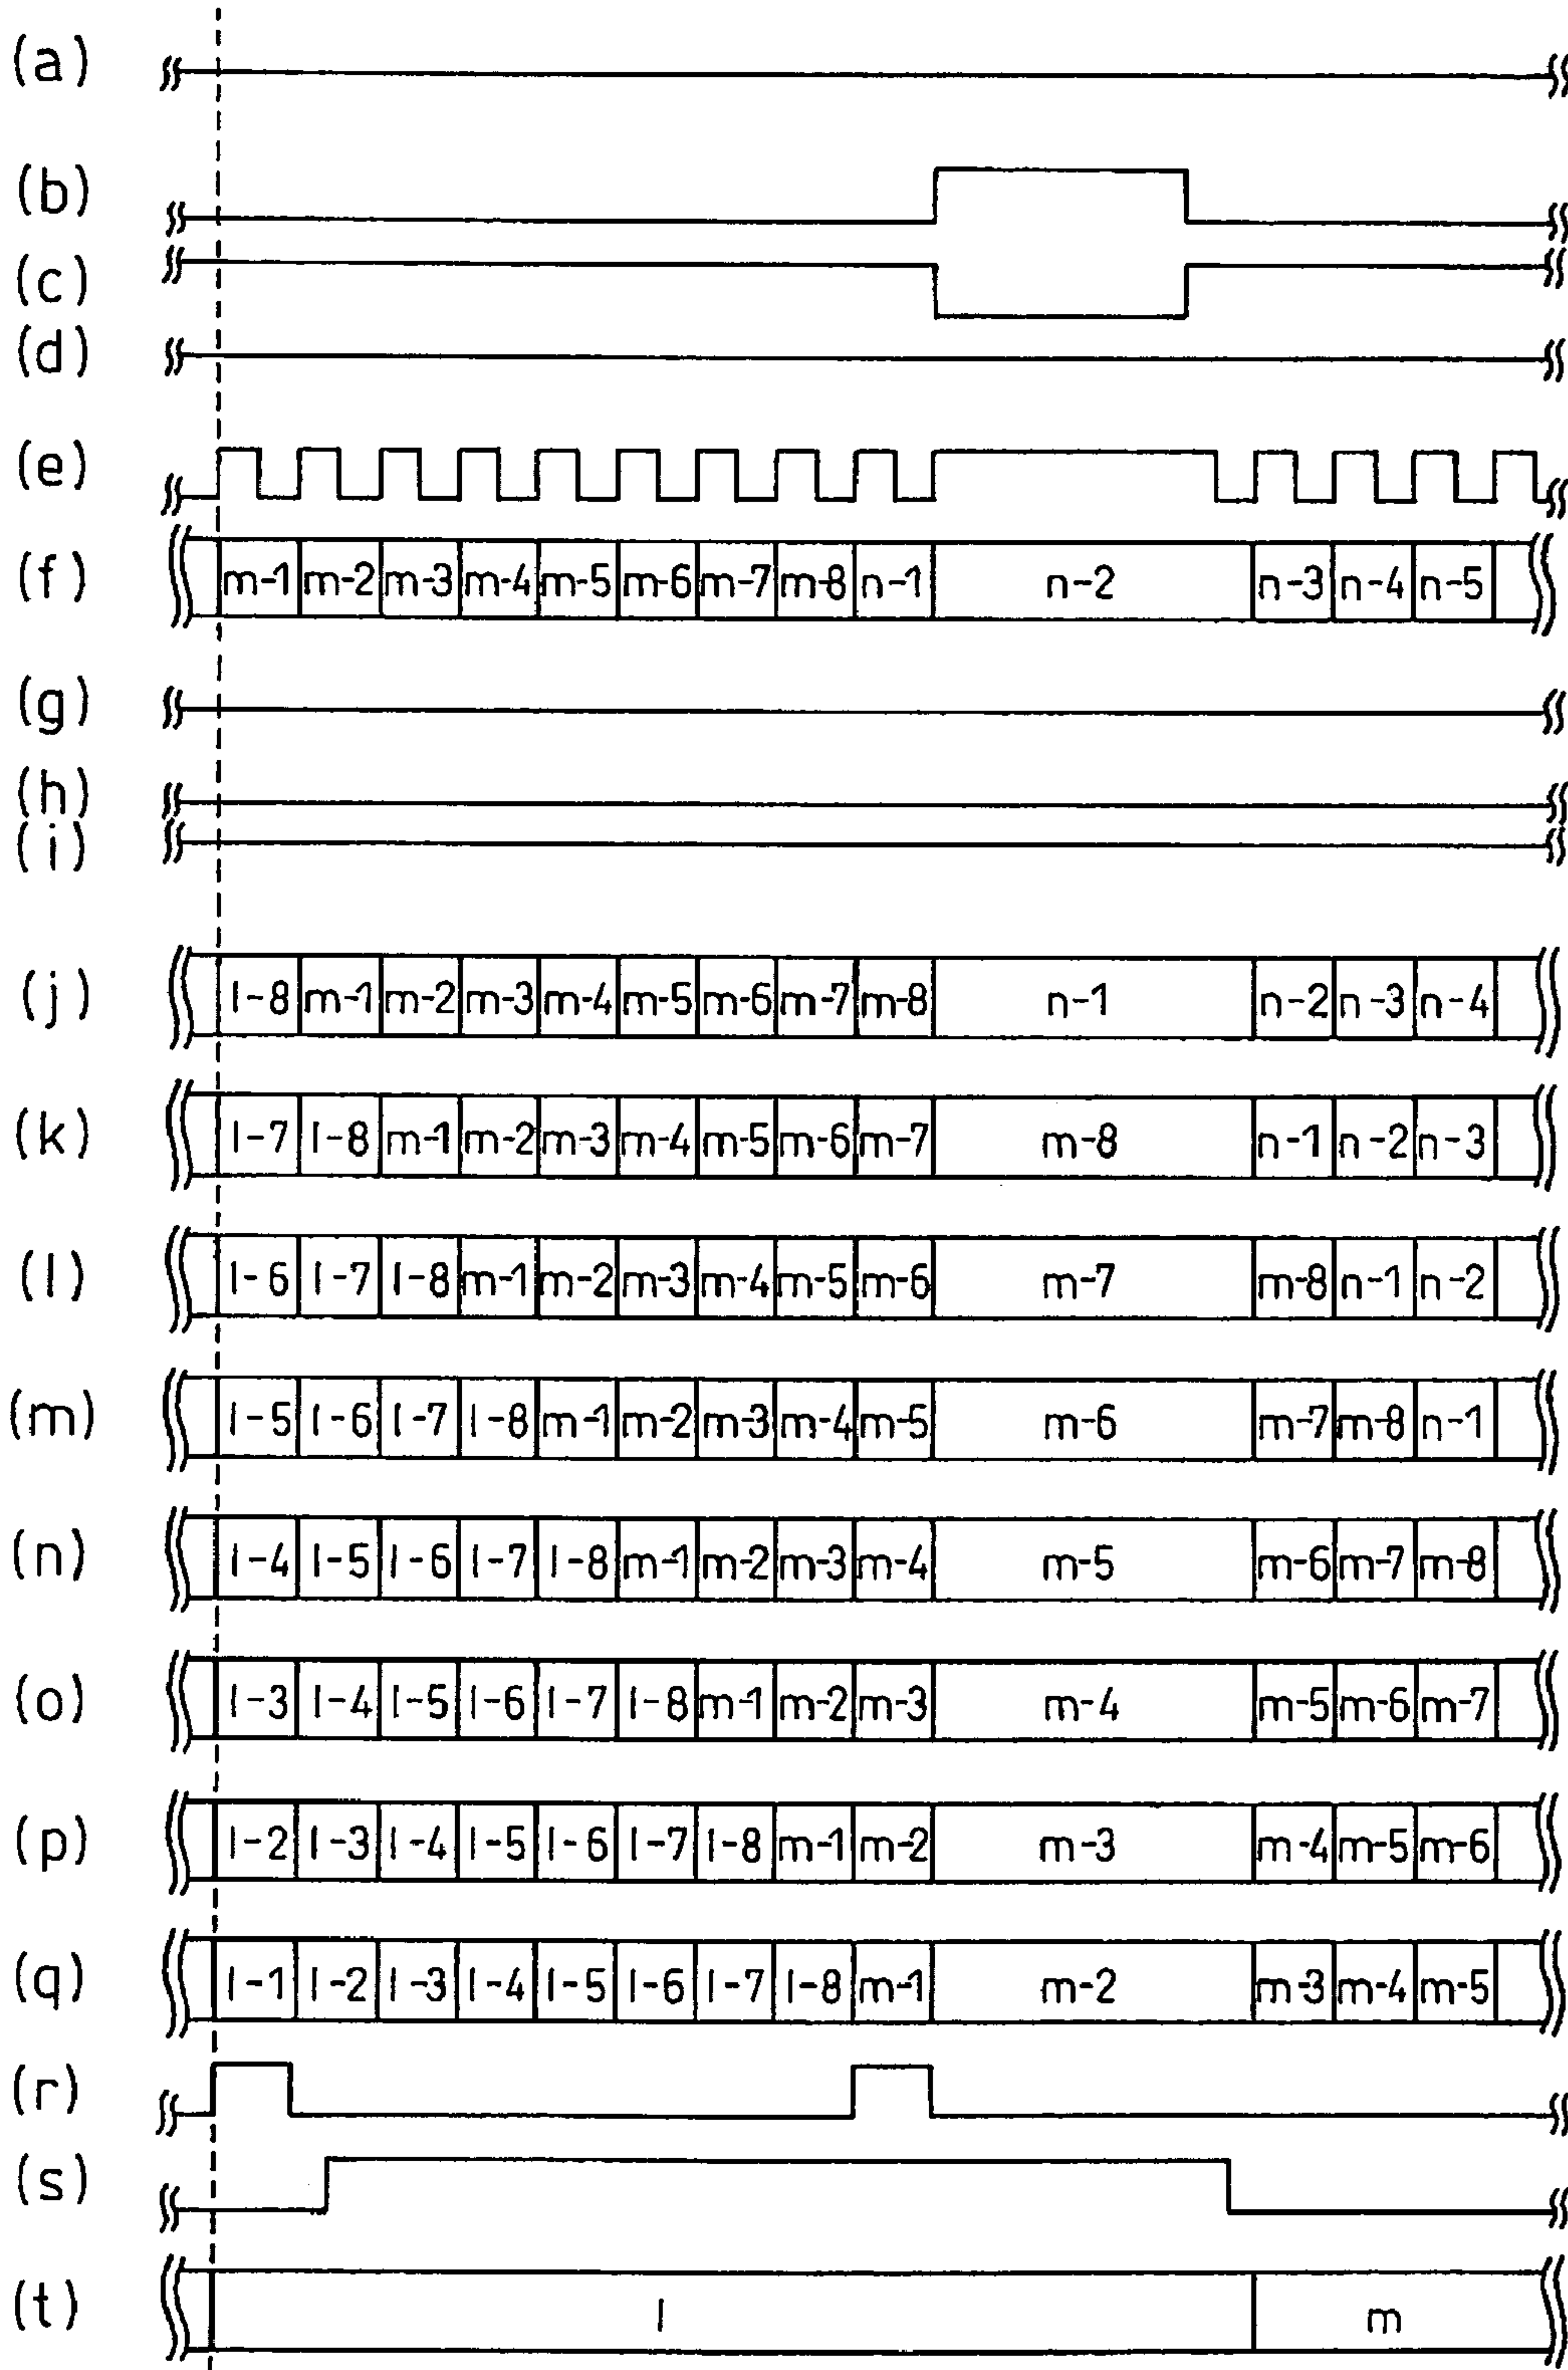 (a)
(b)
(c)
(d)
(e)
(f) m-1 m-2 m-3 m-4 m-5 m-6 m-7 m-8 n-1 n-2 n-3 n-4 n-5
(g)
(h)
(i)
(j) l-8 m-1 m-2 m-3 m-4 m-5 m-6 m-7 m-8 n-1 n-2 n-3 n-4
(k) l-7 l-8 m-1 m-2 m-3 m-4 m-5 m-6 m-7 m-8 n-1 n-2 n-3
(l) l-6 l-7 l-8 m-1 m-2 m-3 m-4 m-5 m-6 m-7 m-8 n-1 n-2
(m) l-5 l-6 l-7 l-8 m-1 m-2 m-3 m-4 m-5 m-6 m-7 m-8 n-1
(n) l-4 l-5 l-6 l-7 l-8 m-1 m-2 m-3 m-4 m-5 m-6 m-7 m-8
(o) l-3 l-4 l-5 l-6 l-7 l-8 m-1 m-2 m-3 m-4 m-5 m-6 m-7
(p) l-2 l-3 l-4 l-5 l-6 l-7 l-8 m-1 m-2 m-3 m-4 m-5 m-6
(q) l-1 l-2 l-3 l-4 l-5 l-6 l-7 l-8 m-1 m-2 m-3 m-4 m-5
(r)
(s)
(t) l m